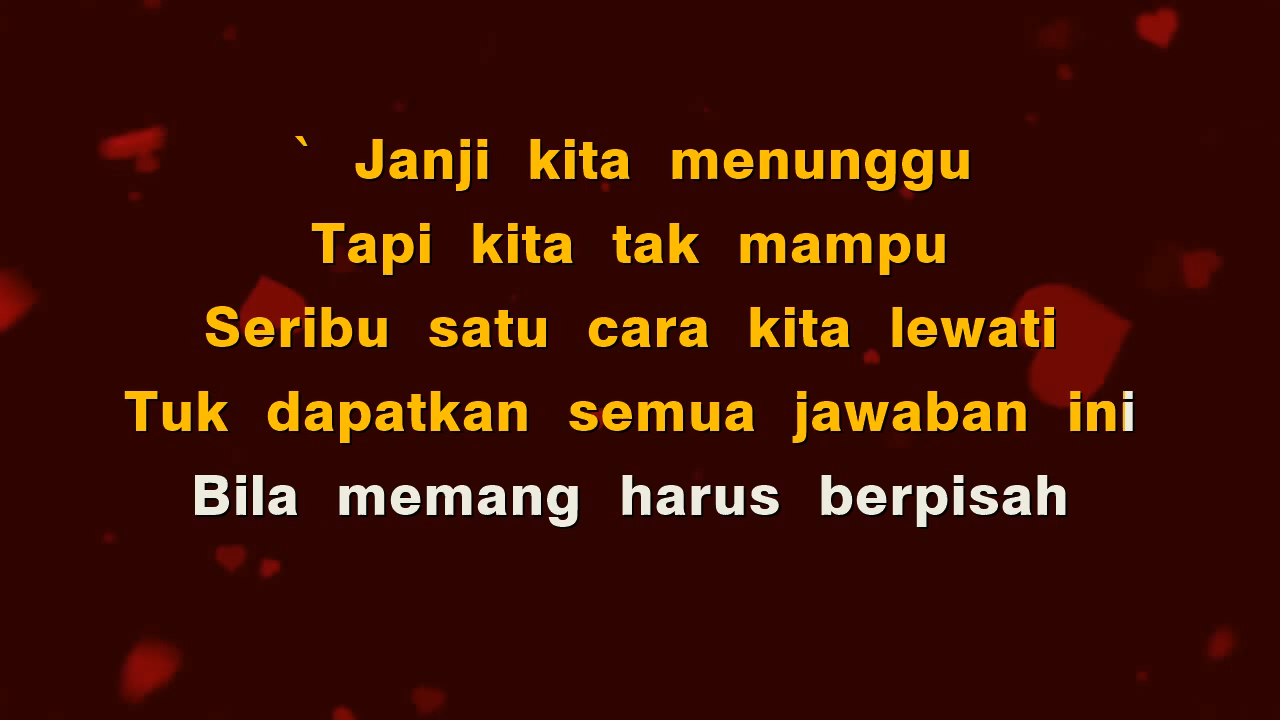 ` Janji kita menunggu
Tapi kita tak mampu
Seribu satu cara kita lewati
Tuk dapatkan semua jawaban ini
Bila memang harus berpisah